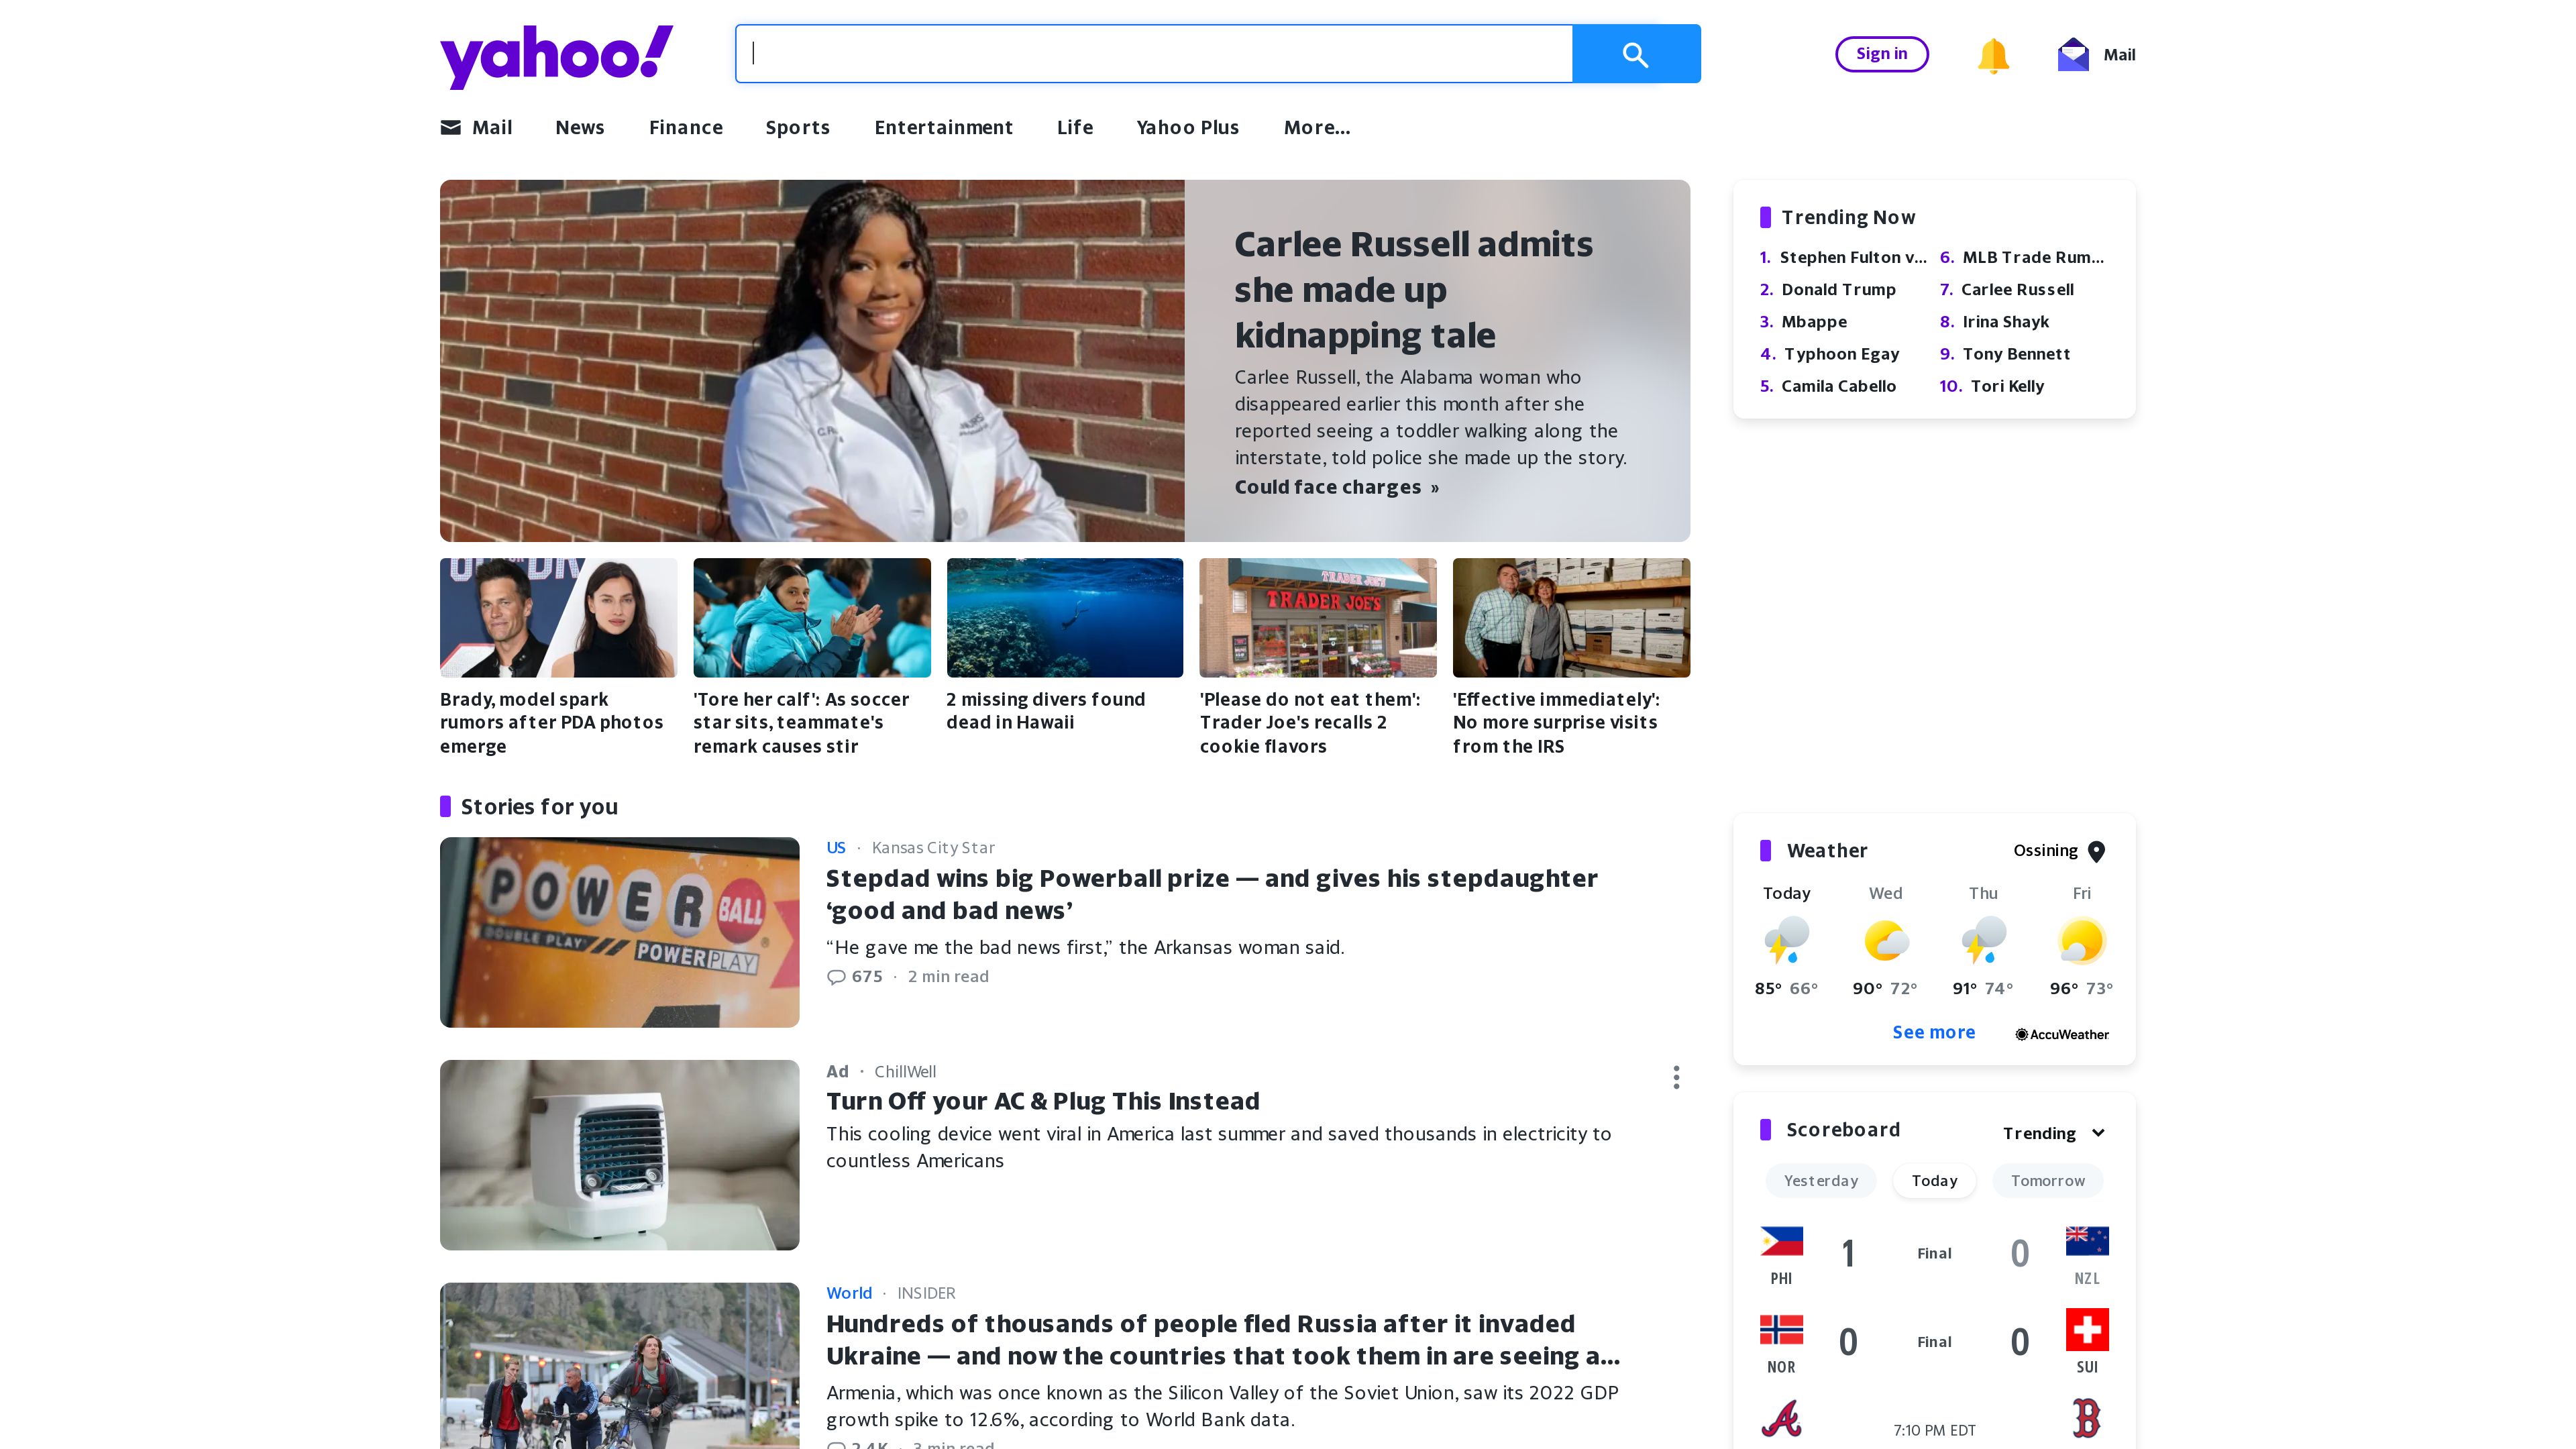 yahoo!
Sign in
Mail
Mail
News
Finance
Sports
Entertainment
Life
Yahoo Plus
More...
Carlee Russell admits
she made up
kidnapping tale
Carlee Russell, the Alabama woman who
disappeared earlier this month after she
reported seeing a toddler walking along the
interstate, told police she made up the story.
Could face charges »
Trending Now
1. Stephen Fulton v...
2. Donald Trump
3. Mbappe
4. Typhoon Egay
5. Camila Cabello
6. MLB Trade Rum...
7. Carlee Russell
8. Irina Shayk
9. Tony Bennett
10. Tori Kelly
TRADER JOE'S
Brady, model spark
rumors after PDA photos
emerge
'Tore her calf': As soccer
star sits, teammate's
remark causes stir
2 missing divers found
dead in Hawaii
'Please do not eat them':
Trader Joe's recalls 2
cookie flavors
'Effective immediately':
No more surprise visits
from the IRS
Stories for you
POWER BALL
DOUBLE PLAY
POWERPLAY
US · Kansas City Star
Stepdad wins big Powerball prize — and gives his stepdaughter
‘good and bad news’
“He gave me the bad news first,” the Arkansas woman said.
675 · 2 min read
Ad · ChillWell
Turn Off your AC & Plug This Instead
This cooling device went viral in America last summer and saved thousands in electricity to
countless Americans
World · INSIDER
Hundreds of thousands of people fled Russia after it invaded
Ukraine — and now the countries that took them in are seeing a...
Armenia, which was once known as the Silicon Valley of the Soviet Union, saw its 2022 GDP
growth spike to 12.6%, according to World Bank data.
2.4K · 3 min read
Weather
Ossining
Today
Wed
Thu
Fri
85° 66°
90° 72°
91° 74°
96° 73°
See more
AccuWeather
Scoreboard
Trending
Yesterday
Today
Tomorrow
1 Final 0
PHI NZL
0 Final 0
NOR SUI
7:10 PM EDT